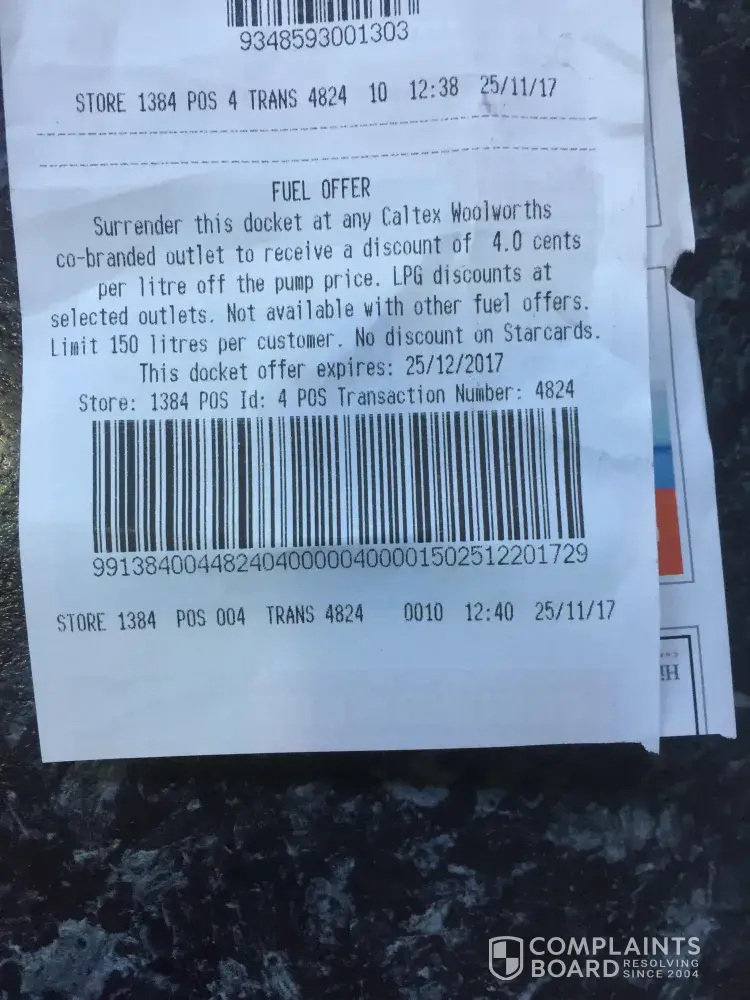 9348593001303
STORE 1384 POS 4 TRANS 4824 10 12:38 25/11/17
FUEL OFFER
Surrender this docket at any Caltex Woolworths
co-branded outlet to receive a discount of 4.0 cents
per litre off the pump price. LPG discounts at
selected outlets. Not available with other fuel offers.
Limit 150 litres per customer. No discount on Starcards.
This docket offer expires: 25/12/2017
Store: 1384 POS Id: 4 POS Transaction Number: 4824
99138400448240400000400001502512201729
STORE 1384 POS 004 TRANS 4824 0010 12:40 25/11/17
Hi!
COMPLAINTS
BOARD RESOLVING
SINCE 2004